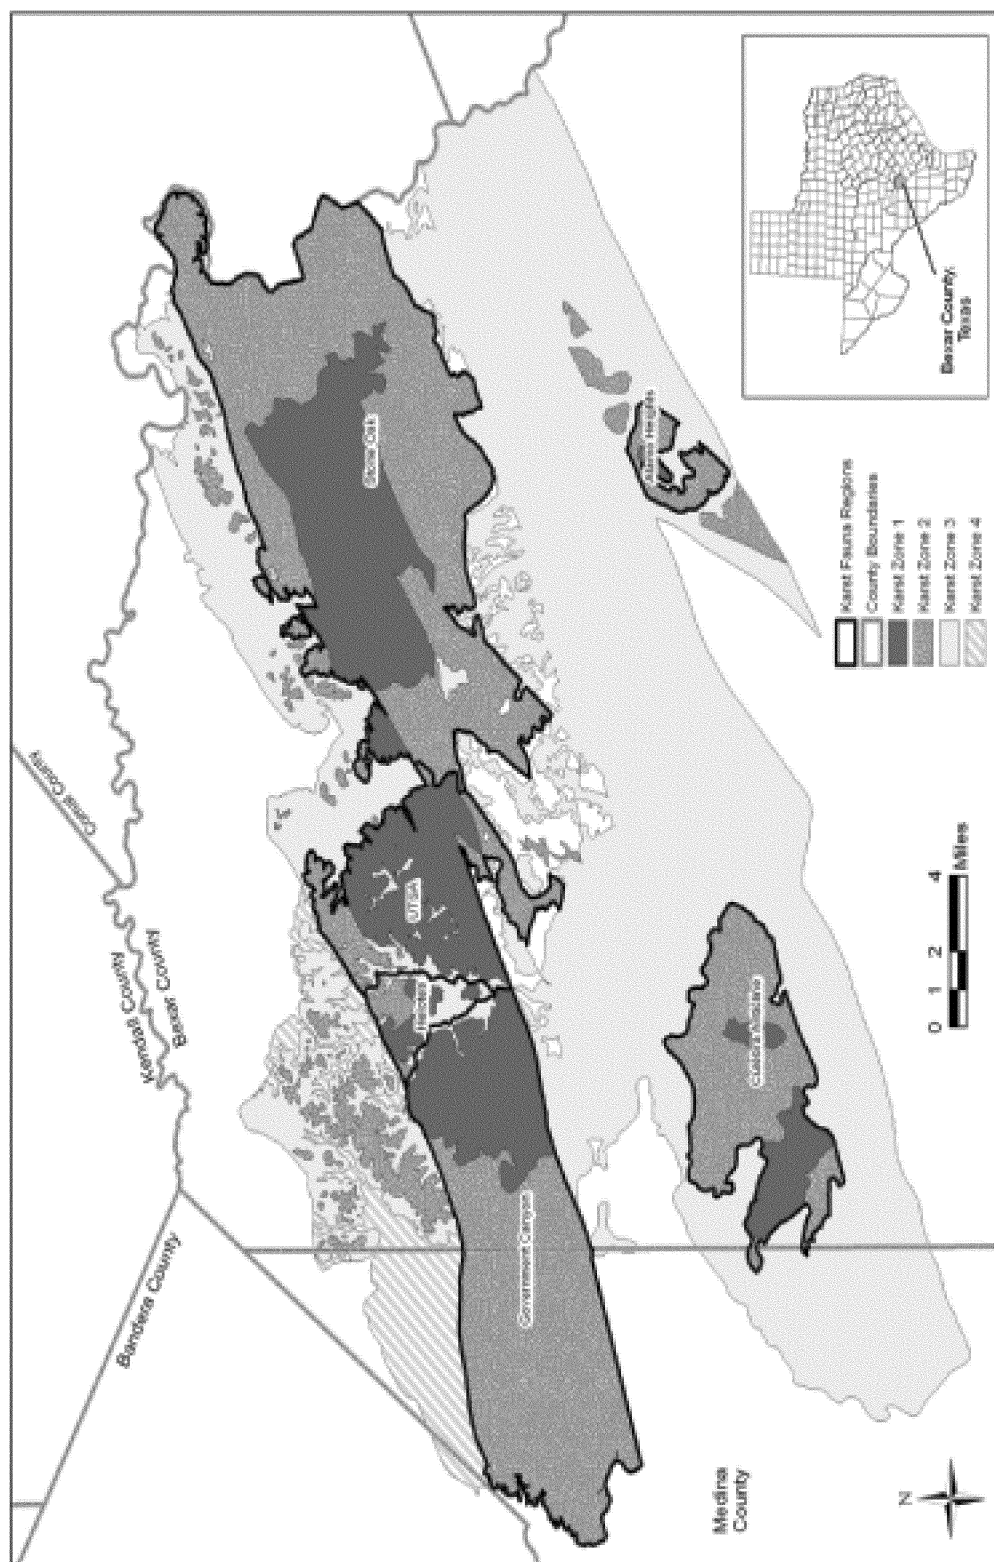 Kendall County
Bexar County
Comal County
Bandera County
Medina
County
Stone Oak
UTSA
Helotes
Government Canyon
Culebra Anticline
Alamo Heights
N
0 1 2 4
Miles
Karst Fauna Regions
County Boundaries
Karst Zone 1
Karst Zone 2
Karst Zone 3
Karst Zone 4
Bexar County,
Texas